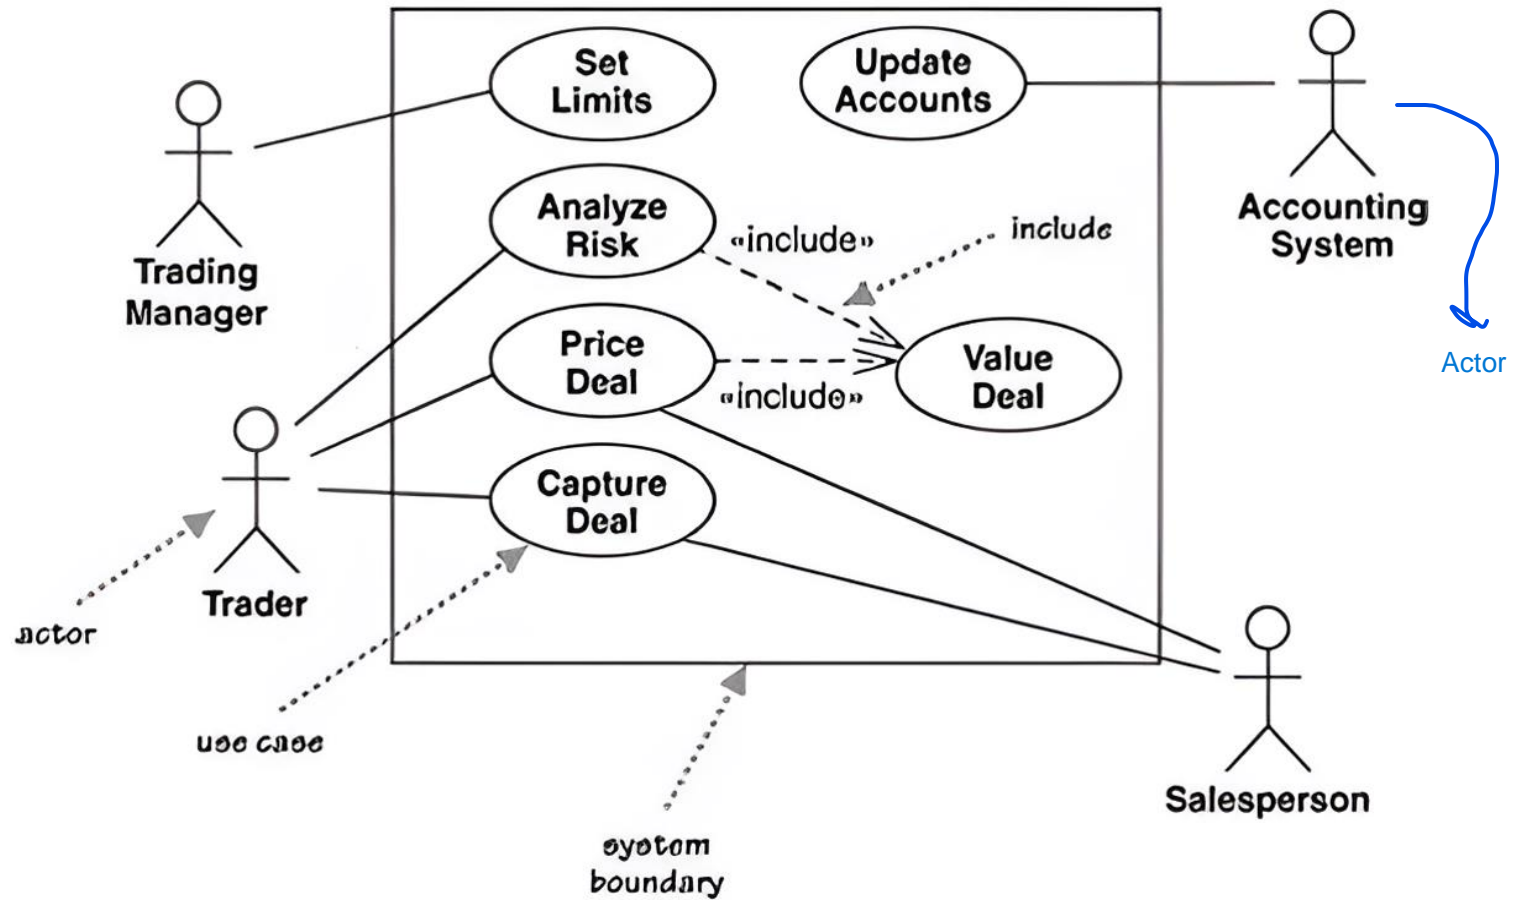 Set
Limits
Update
Accounts
Trading
Manager
Analyze
Risk
«include»
include
Accounting
System
Price
Deal
«include»
Value
Deal
Actor
Capture
Deal
Trader
actor
use case
system
boundary
Salesperson